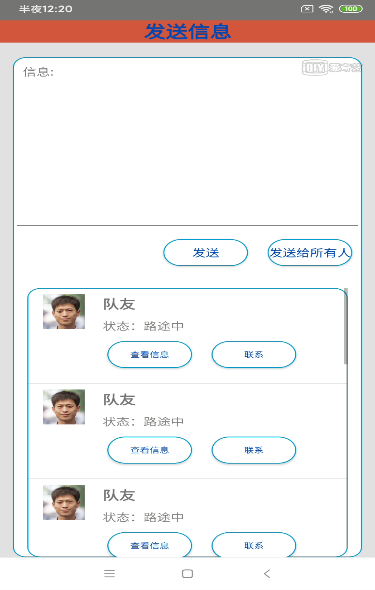 半夜12:20
100
发送信息
信息:
爱奇艺
发送
发送给所有人
队友
状态：路途中
查看信息
联系
队友
状态：路途中
查看信息
联系
队友
状态：路途中
查看信息
联系